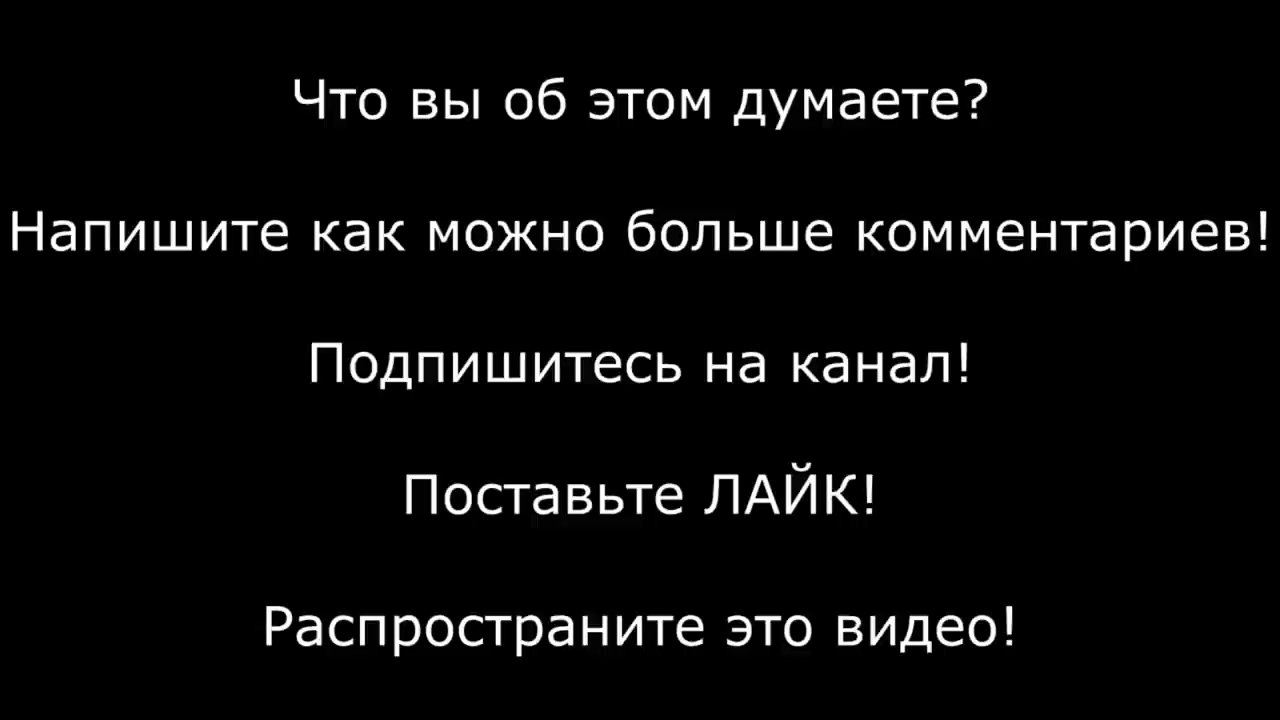 Что вы об этом думаете?
Напишите как можно больше комментариев!
Подпишитесь на канал!
Поставьте ЛАЙК!
Распространите это видео!